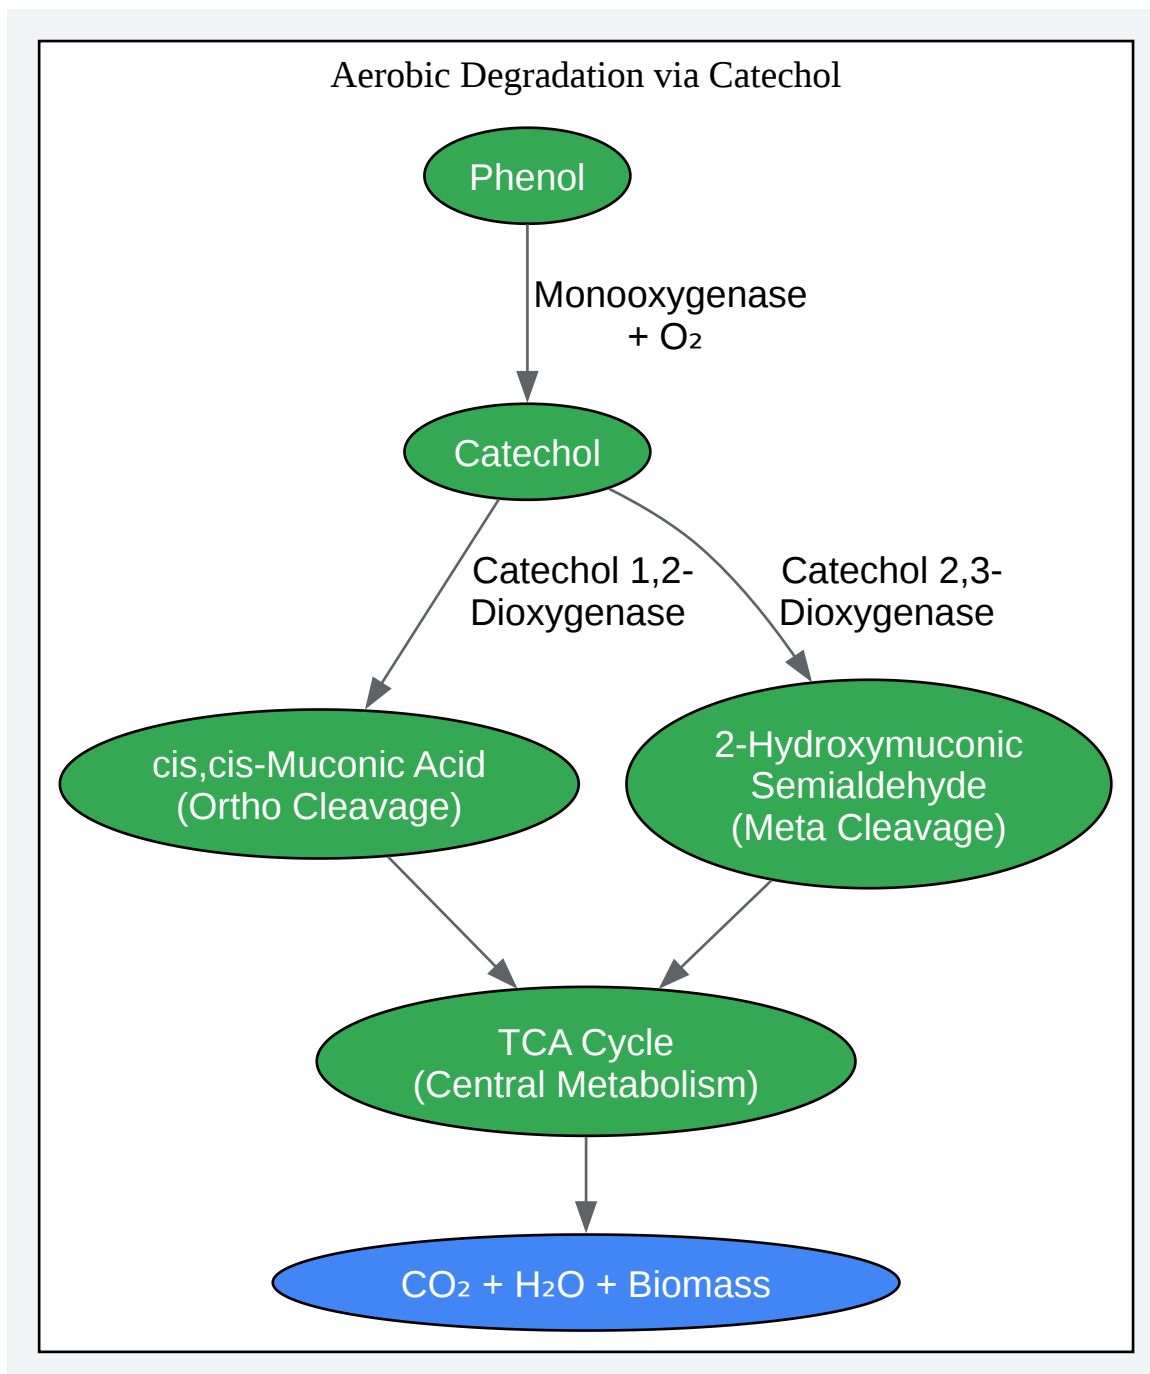 Aerobic Degradation via Catechol
Phenol
Monooxygenase
+ O₂
Catechol
Catechol 1,2-
Dioxygenase
Catechol 2,3-
Dioxygenase
cis,cis-Muconic Acid
(Ortho Cleavage)
2-Hydroxymuconic
Semialdehyde
(Meta Cleavage)
TCA Cycle
(Central Metabolism)
CO₂ + H₂O + Biomass